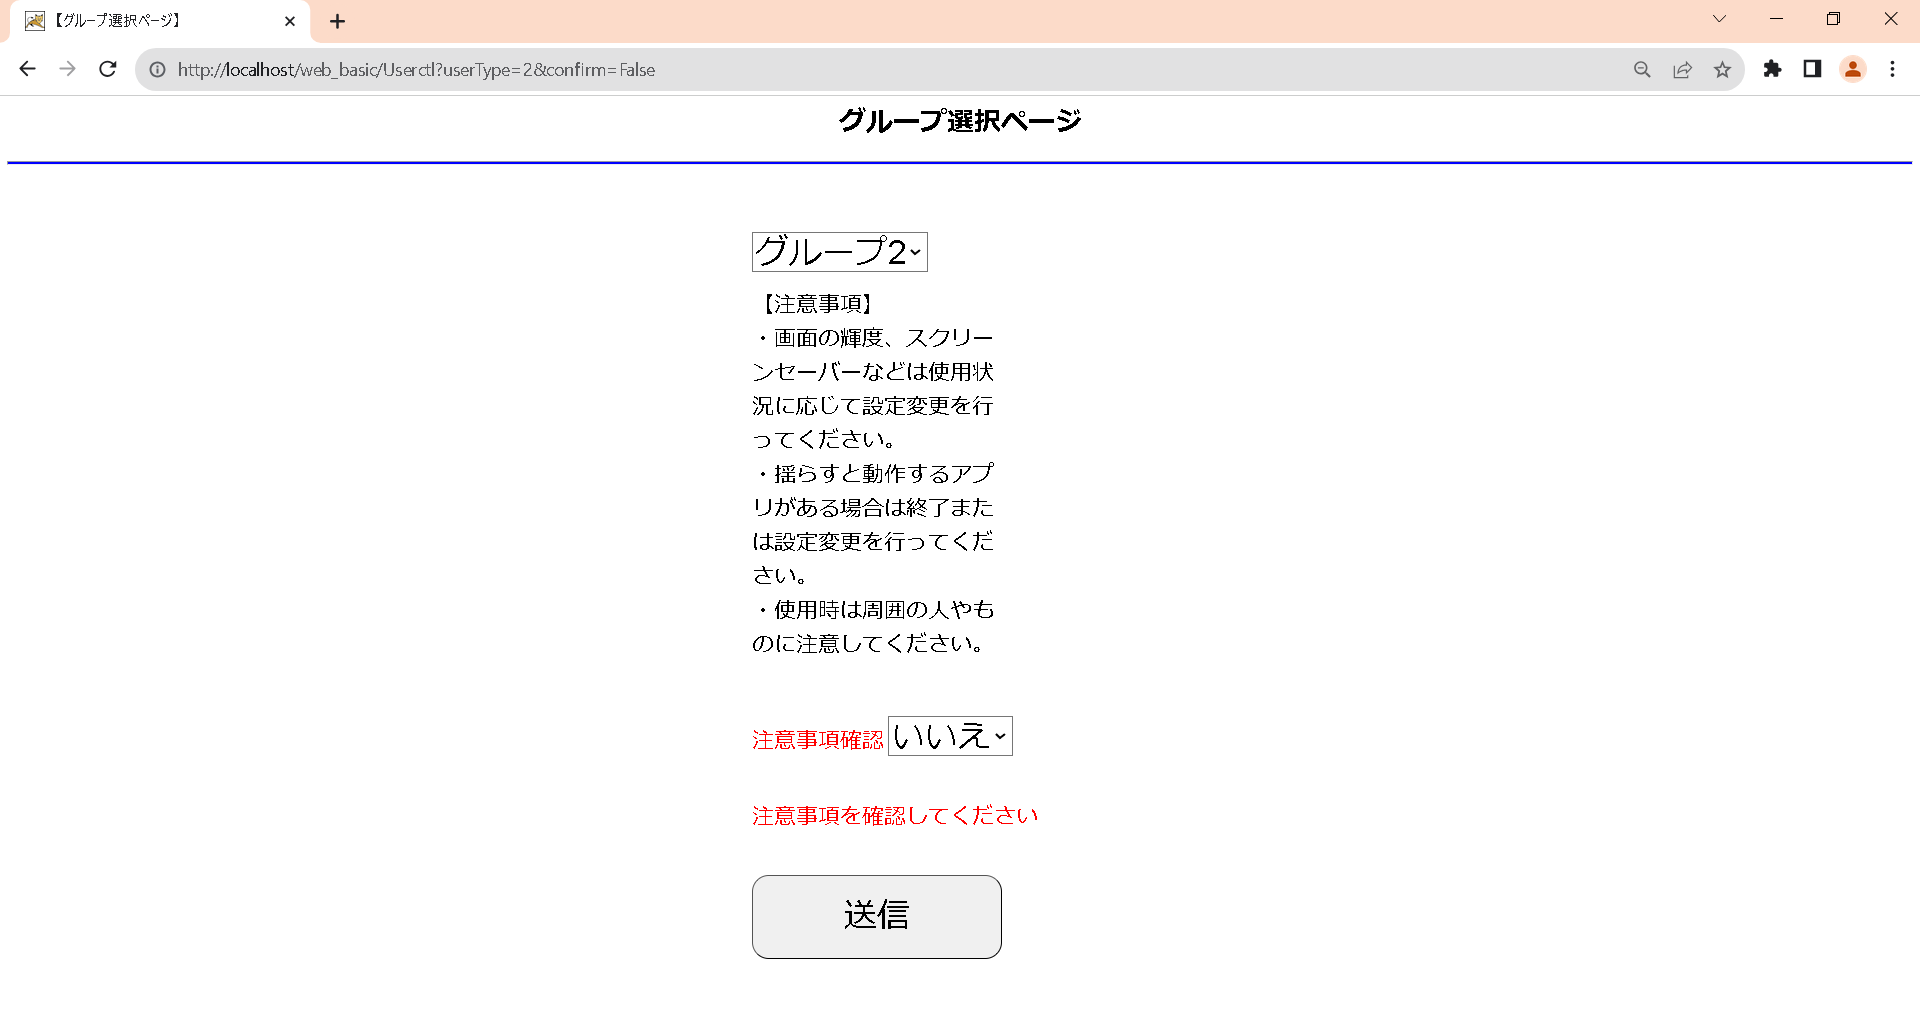 【グループ選択ページ】
http://localhost/web_basic/Userctl?userType=2&confirm=False
グループ選択ページ
グループ2
【注意事項】
・画面の輝度、スクリー
ンセーバーなどは使用状
況に応じて設定変更を行
ってください。
・揺らすと動作するアプ
リがある場合は終了また
は設定変更を行ってくだ
さい。
・使用時は周囲の人やも
のに注意してください。
注意事項確認 いいえ
注意事項を確認してください
送信